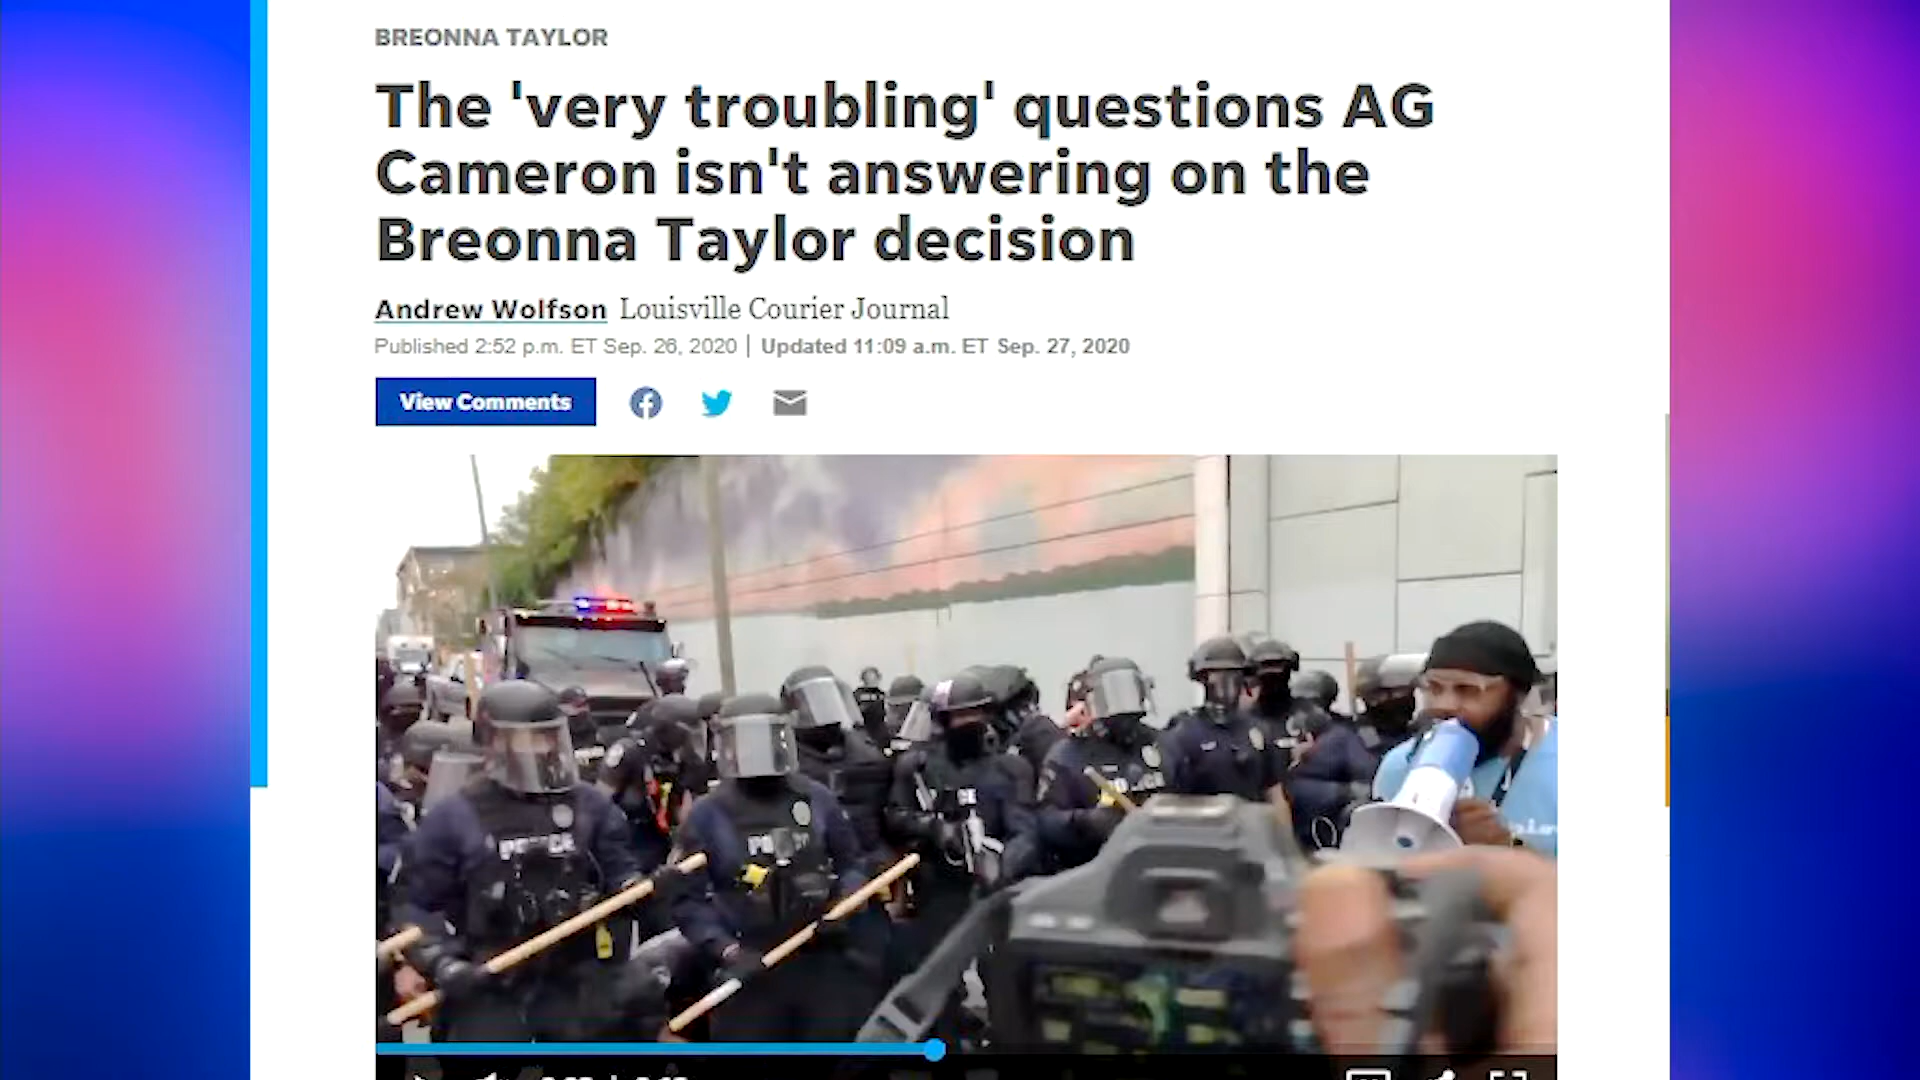 BREONNA TAYLOR
The 'very troubling' questions AG
Cameron isn't answering on the
Breonna Taylor decision
Andrew Wolfson Louisville Courier Journal
Published 2:52 p.m. ET Sep. 26, 2020 | Updated 11:09 a.m. ET Sep. 27, 2020
View Comments
POLICE